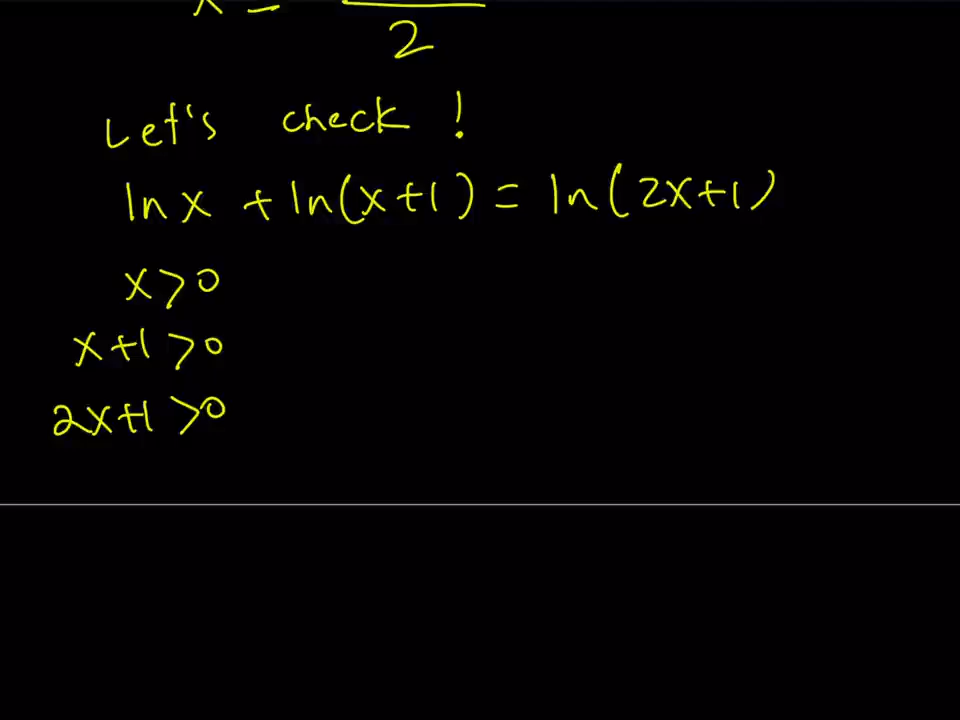 x =
2
Let's check !
ln x + ln(x+1) = ln(2x+1)
x>0
x+1>0
2x+1>0